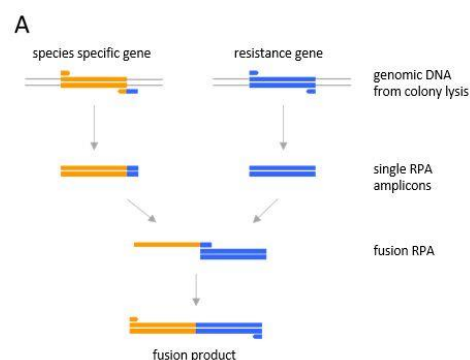 A
species specific gene
resistance gene
genomic DNA
from colony lysis
single RPA
amplicons
fusion RPA
fusion product